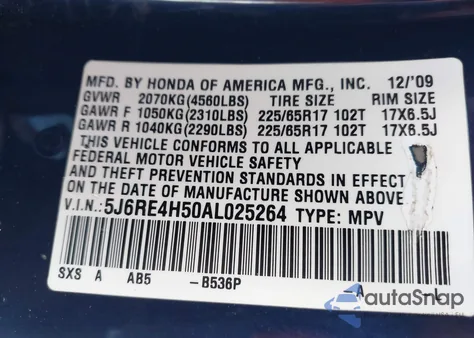 MFD. BY HONDA OF AMERICA MFG., INC. 12/'09
GVWR 2070KG(4560LBS) TIRE SIZE RIM SIZE
GAWR F 1050KG(2310LBS) 225/65R17 102T 17X6.5J
GAWR R 1040KG(2290LBS) 225/65R17 102T 17X6.5J
THIS VEHICLE CONFORMS TO ALL APPLICABLE
FEDERAL MOTOR VEHICLE SAFETY
AND THEFT PREVENTION STANDARDS IN EFFECT
ON THE DATE OF MANUFACTURE SHOWN ABOVE.
V.I.N.:5J6RE4H50AL025264 TYPE: MPV
SXS A AB5 -B536P -A
autoSnap